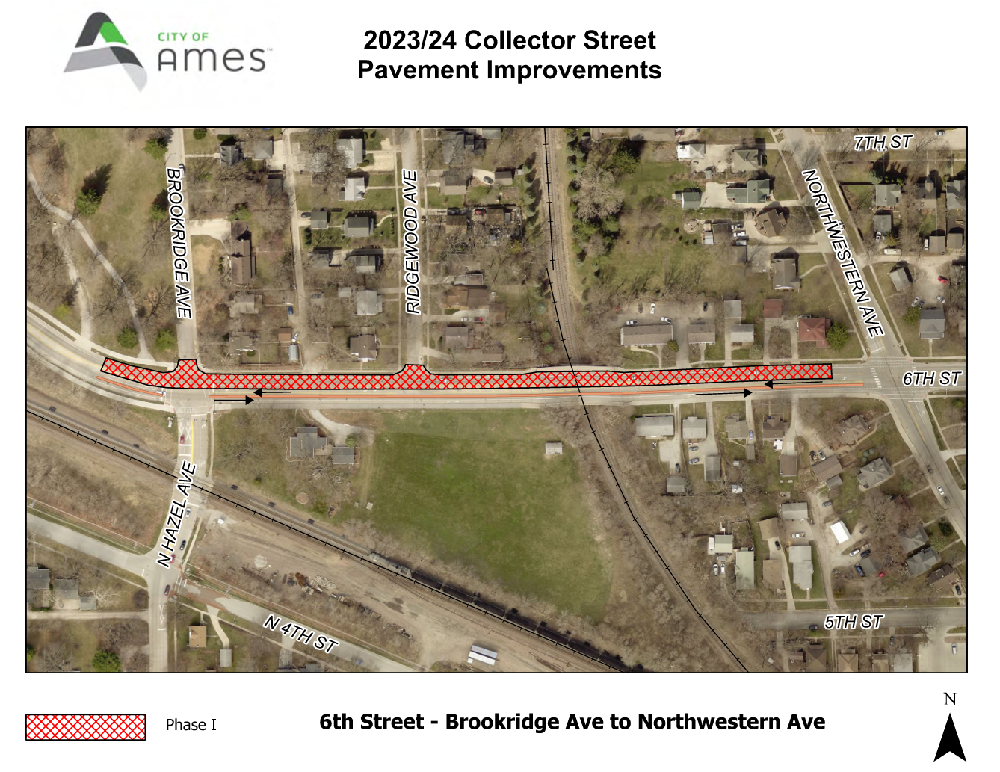 CITY OF
Ames™
2023/24 Collector Street
Pavement Improvements
7TH ST
BROOKRIDGE AVE
RIDGEWOOD AVE
NORTHWESTERN AVE
6TH ST
N HAZEL AVE
N 4TH ST
5TH ST
Phase I
6th Street - Brookridge Ave to Northwestern Ave
N